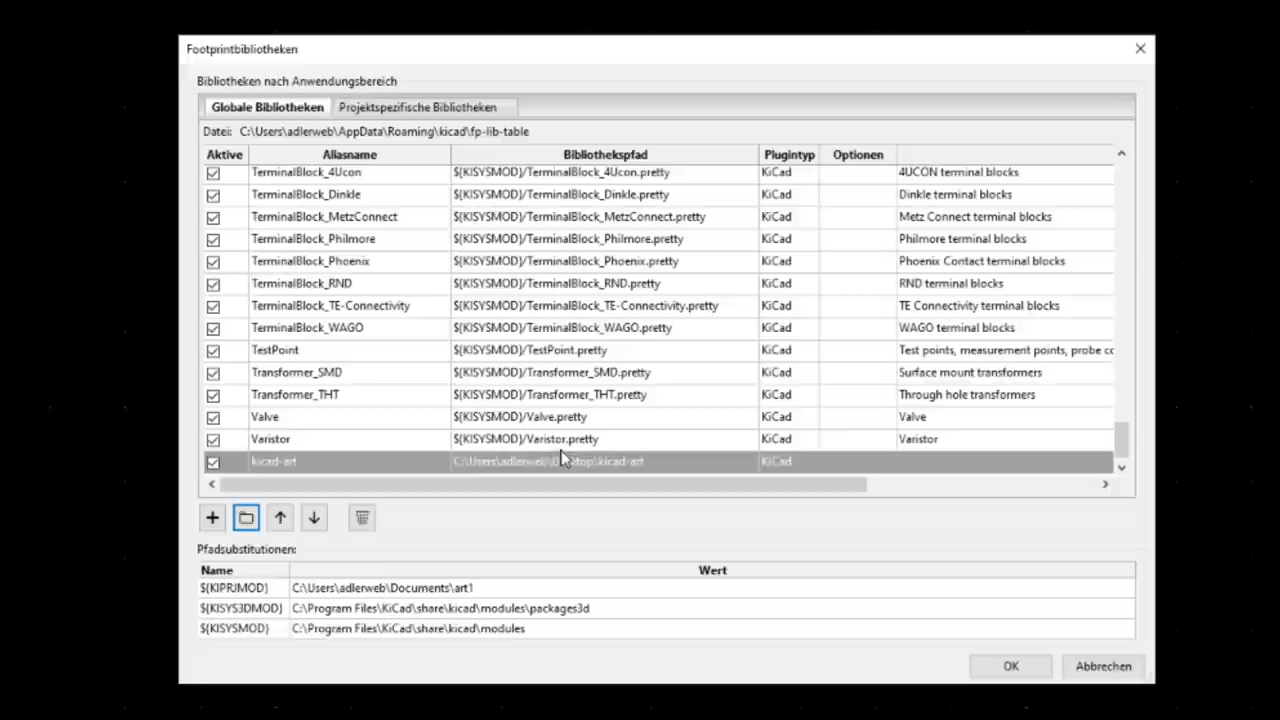 Footprintbibliotheken
Bibliotheken nach Anwendungsbereich
Globale Bibliotheken Projektspezifische Bibliotheken
Datei: C:\Users\adlerweb\AppData\Roaming\kicad\fp-lib-table
Aktive Aliasname Bibliothekspfad Plugintyp Optionen
TerminalBlock_4Ucon ${KISYSMOD}/TerminalBlock_4Ucon.pretty KiCad 4UCON terminal blocks
TerminalBlock_Dinkle ${KISYSMOD}/TerminalBlock_Dinkle.pretty KiCad Dinkle terminal blocks
TerminalBlock_MetzConnect ${KISYSMOD}/TerminalBlock_MetzConnect.pretty KiCad Metz Connect terminal blocks
TerminalBlock_Philmore ${KISYSMOD}/TerminalBlock_Philmore.pretty KiCad Philmore terminal blocks
TerminalBlock_Phoenix ${KISYSMOD}/TerminalBlock_Phoenix.pretty KiCad Phoenix Contact terminal blocks
TerminalBlock_RND ${KISYSMOD}/TerminalBlock_RND.pretty KiCad RND terminal blocks
TerminalBlock_TE-Connectivity ${KISYSMOD}/TerminalBlock_TE-Connectivity.pretty KiCad TE Connectivity terminal blocks
TerminalBlock_WAGO ${KISYSMOD}/TerminalBlock_WAGO.pretty KiCad WAGO terminal blocks
TestPoint ${KISYSMOD}/TestPoint.pretty KiCad Test points, measurement points, probe cc
Transformer_SMD ${KISYSMOD}/Transformer_SMD.pretty KiCad Surface mount transformers
Transformer_THT ${KISYSMOD}/Transformer_THT.pretty KiCad Through hole transformers
Valve ${KISYSMOD}/Valve.pretty KiCad Valve
Varistor ${KISYSMOD}/Varistor.pretty KiCad Varistor
kicad-art KiCad
Pfadsubstitutionen:
Name Wert
${KIPRJMOD} C:\Users\adlerweb\Documents\art1
${KISYS3DMOD} C:\Program Files\KiCad\share\kicad\modules\packages3d
${KISYSMOD} C:\Program Files\KiCad\share\kicad\modules
OK Abbrechen